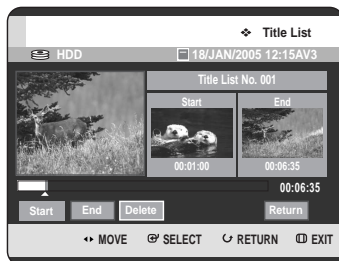 ❖ Title List
HDD 18/JAN/2005 12:15AV3
Title List No. 001
Start End
00:01:00 00:06:35
00:06:35
Start End Delete Return
MOVE SELECT RETURN EXIT